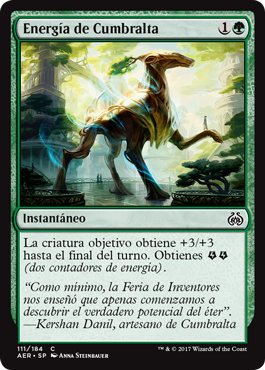 Energía de Cumbralta 1
Instantáneo
La criatura objetivo obtiene +3/+3
hasta el final del turno. Obtienes
(dos contadores de energía).
“Como mínimo, la Feria de Inventores
nos enseñó que apenas comenzamos a
descubrir el verdadero potencial del éter”.
—Kershan Danil, artesano de Cumbralta
111/184 C
AER • SP Anna Steinbauer
™ & © 2017 Wizards of the Coast